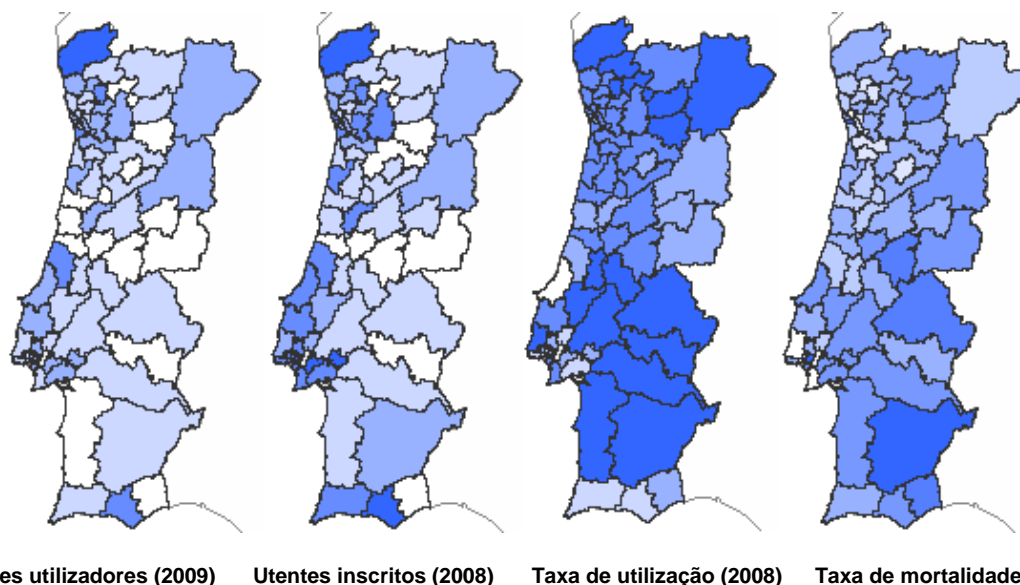 es utilizadores (2009) Utentes inscritos (2008) Taxa de utilização (2008) Taxa de mortalidade